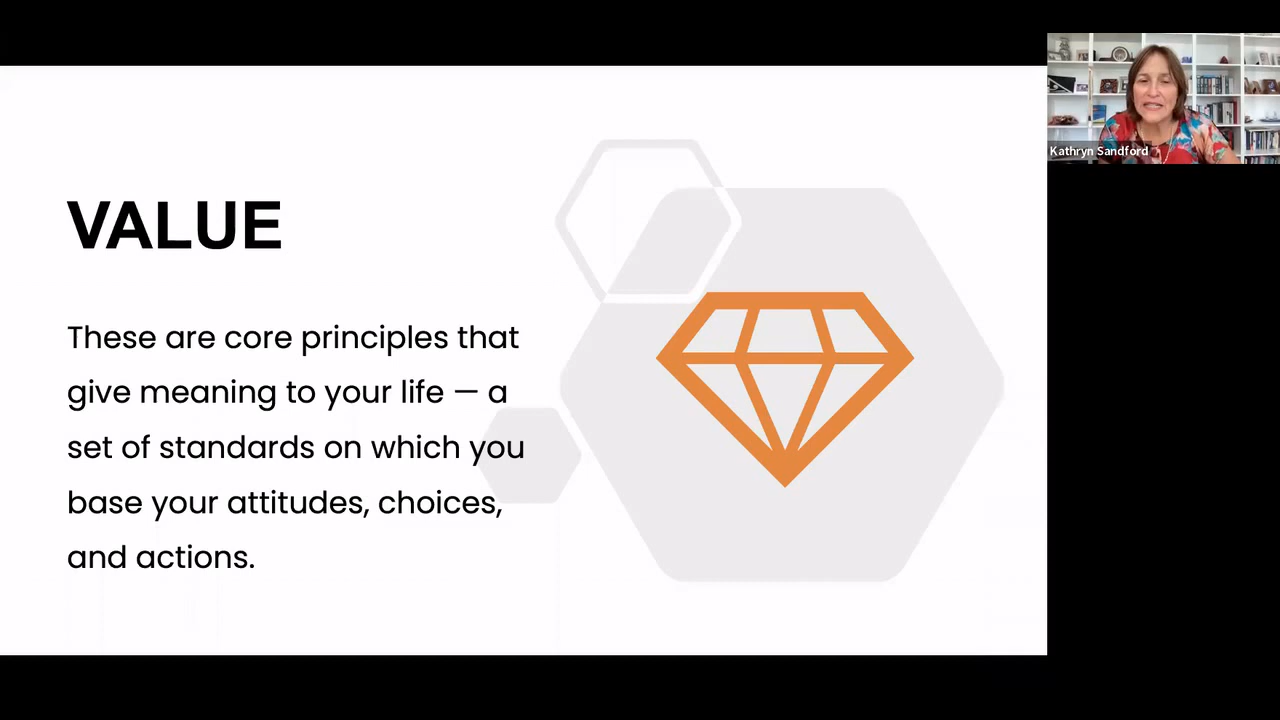 VALUE
These are core principles that
give meaning to your life — a
set of standards on which you
base your attitudes, choices,
and actions.
Kathryn Sandford